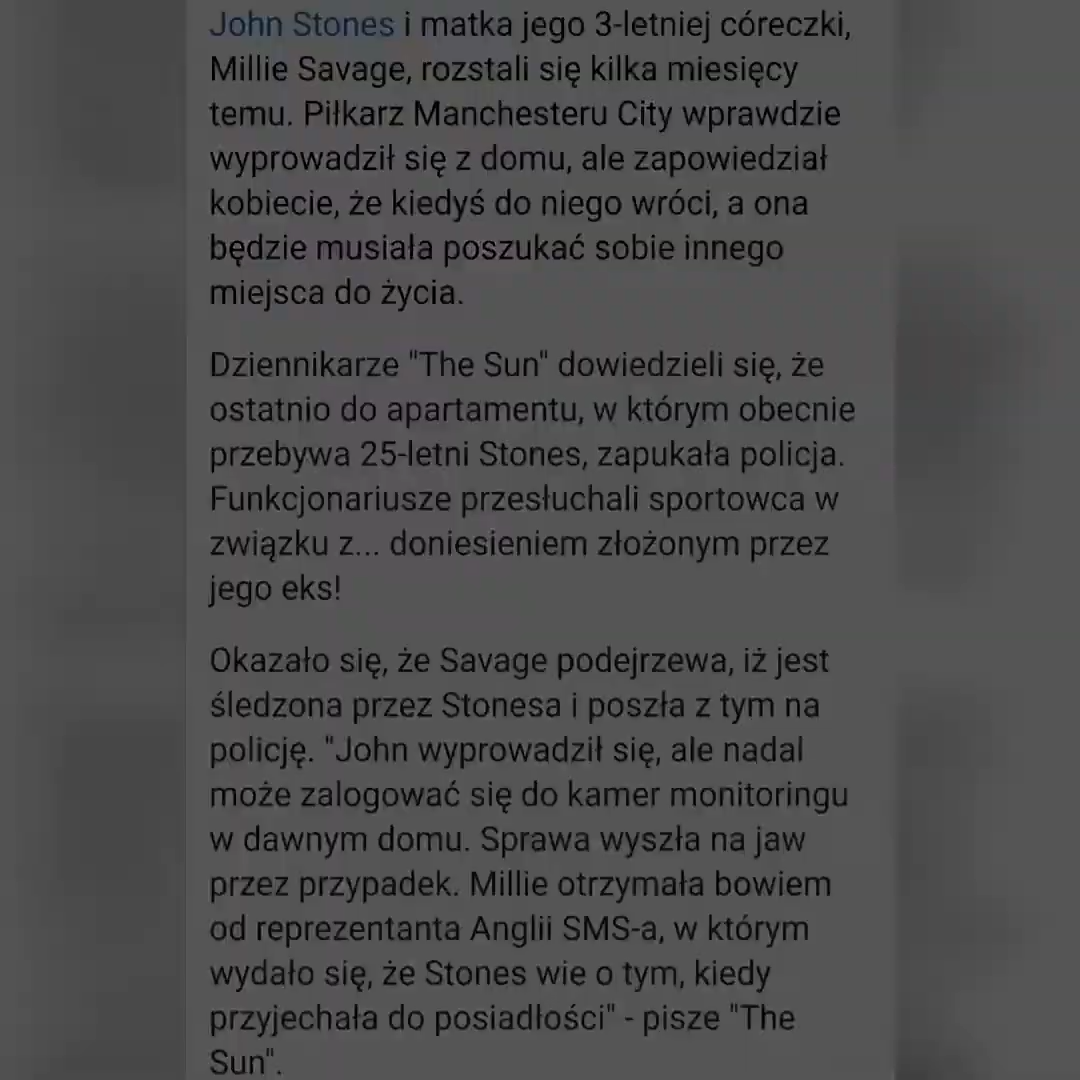 John Stones i matka jego 3-letniej córeczki,
Millie Savage, rozstali się kilka miesięcy
temu. Piłkarz Manchesteru City wprawdzie
wyprowadził się z domu, ale zapowiedział
kobiecie, że kiedyś do niego wróci, a ona
będzie musiała poszukać sobie innego
miejsca do życia.
Dziennikarze "The Sun" dowiedzieli się, że
ostatnio do apartamentu, w którym obecnie
przebywa 25-letni Stones, zapukała policja.
Funkcjonariusze przesłuchali sportowca w
związku z... doniesieniem złożonym przez
jego eks!
Okazało się, że Savage podejrzewa, iż jest
śledzona przez Stonesa i poszła z tym na
policję. "John wyprowadził się, ale nadal
może zalogować się do kamer monitoringu
w dawnym domu. Sprawa wyszła na jaw
przez przypadek. Millie otrzymała bowiem
od reprezentanta Anglii SMS-a, w którym
wydało się, że Stones wie o tym, kiedy
przyjechała do posiadłości" - pisze "The
Sun".